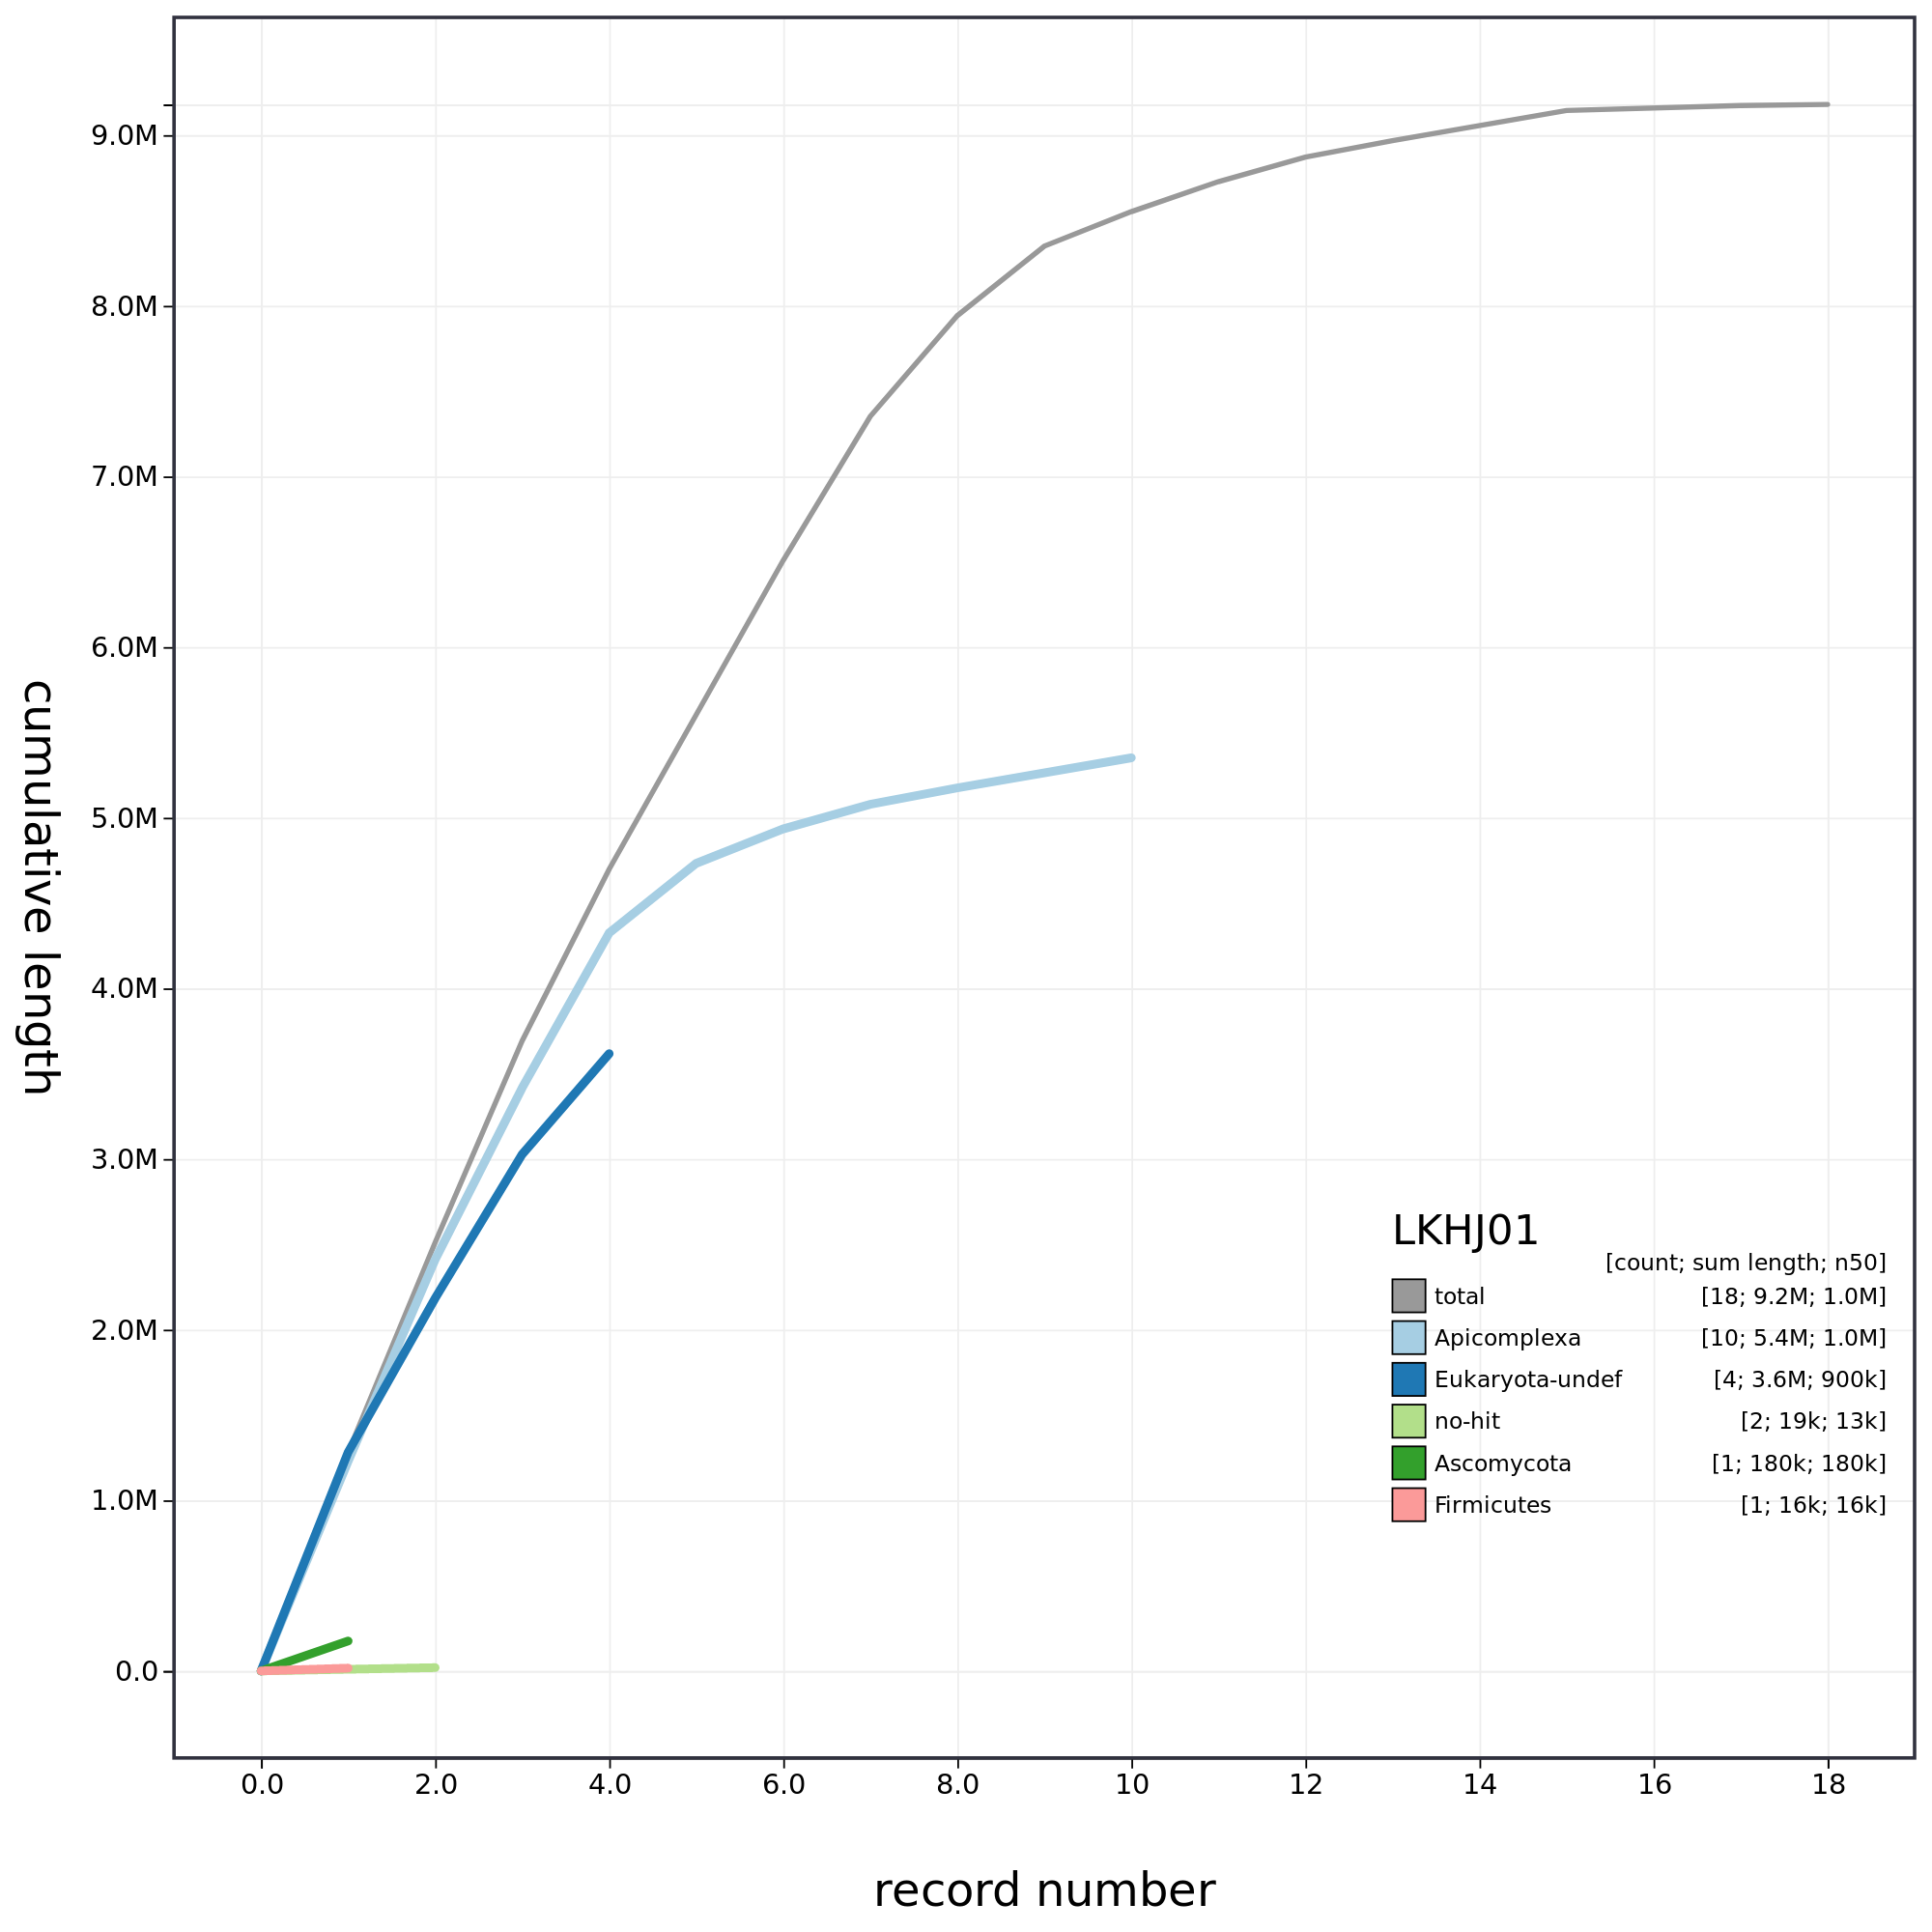 cumulative length
9.0M
8.0M
7.0M
6.0M
5.0M
4.0M
3.0M
2.0M
1.0M
0.0
LKHJ01
[count; sum length; n50]
total [18; 9.2M; 1.0M]
Apicomplexa [10; 5.4M; 1.0M]
Eukaryota-undef [4; 3.6M; 900k]
no-hit [2; 19k; 13k]
Ascomycota [1; 180k; 180k]
Firmicutes [1; 16k; 16k]
0.0 2.0 4.0 6.0 8.0 10 12 14 16 18
record number